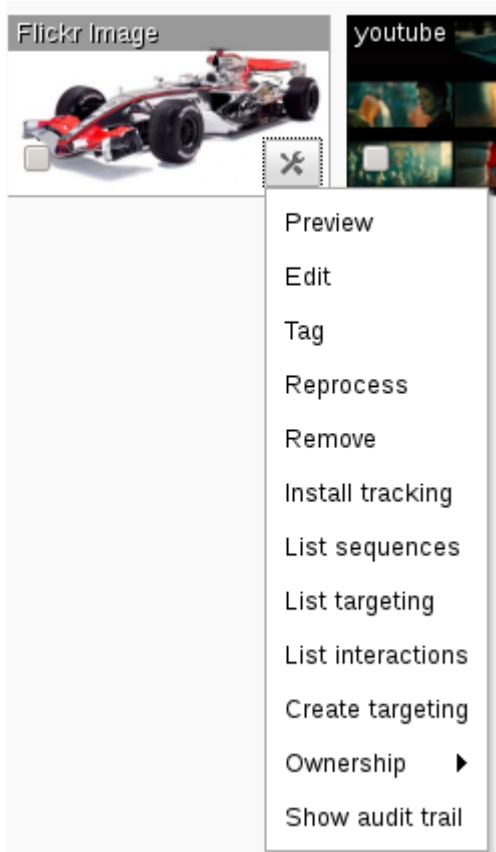 Flickr Image
youtube
Preview
Edit
Tag
Reprocess
Remove
Install tracking
List sequences
List targeting
List interactions
Create targeting
Ownership
Show audit trail